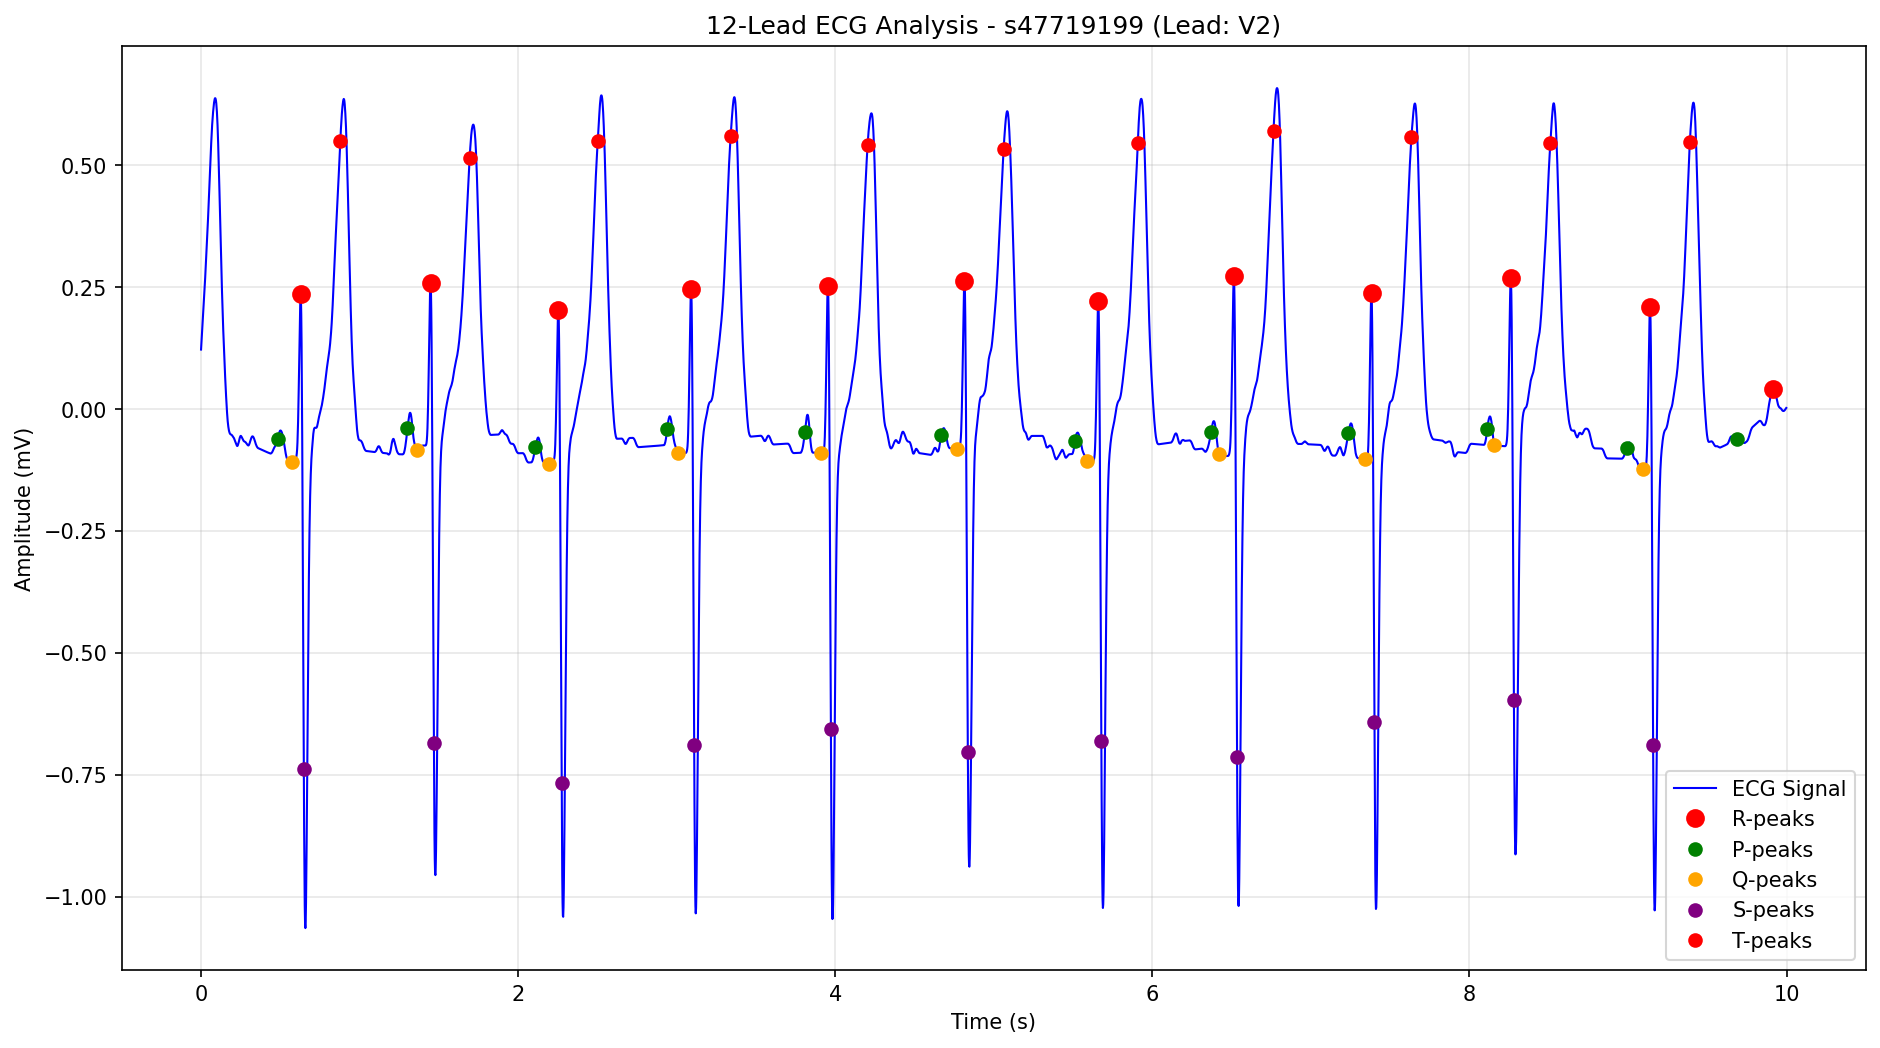 12-Lead ECG Analysis - s47719199 (Lead: V2)
Amplitude (mV)
0.50
0.25
0.00
−0.25
−0.50
−0.75
−1.00
ECG Signal
R-peaks
P-peaks
Q-peaks
S-peaks
T-peaks
0 2 4 6 8 10
Time (s)